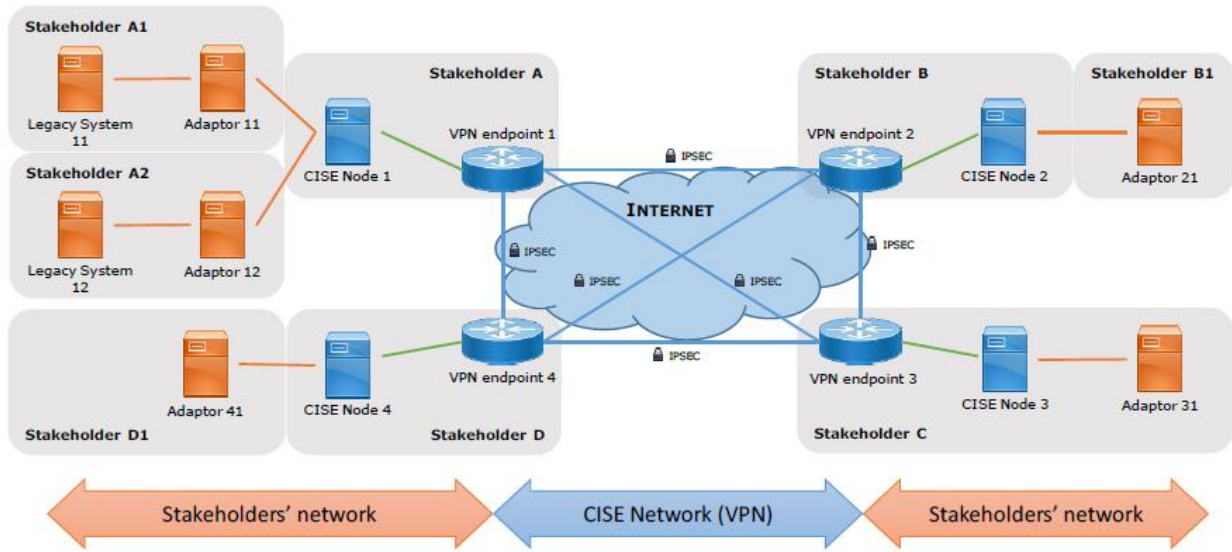 Stakeholder A1
Legacy System
11
Adaptor 11
Stakeholder A2
Legacy System
12
Adaptor 12
Stakeholder A
CISE Node 1
VPN endpoint 1
Stakeholder B
VPN endpoint 2
CISE Node 2
Stakeholder B1
Adaptor 21
IPSEC
INTERNET
IPSEC
IPSEC
IPSEC
IPSEC
IPSEC
Adaptor 41
Stakeholder D1
CISE Node 4
VPN endpoint 4
Stakeholder D
VPN endpoint 3
CISE Node 3
Adaptor 31
Stakeholder C
Stakeholders’ network
CISE Network (VPN)
Stakeholders’ network